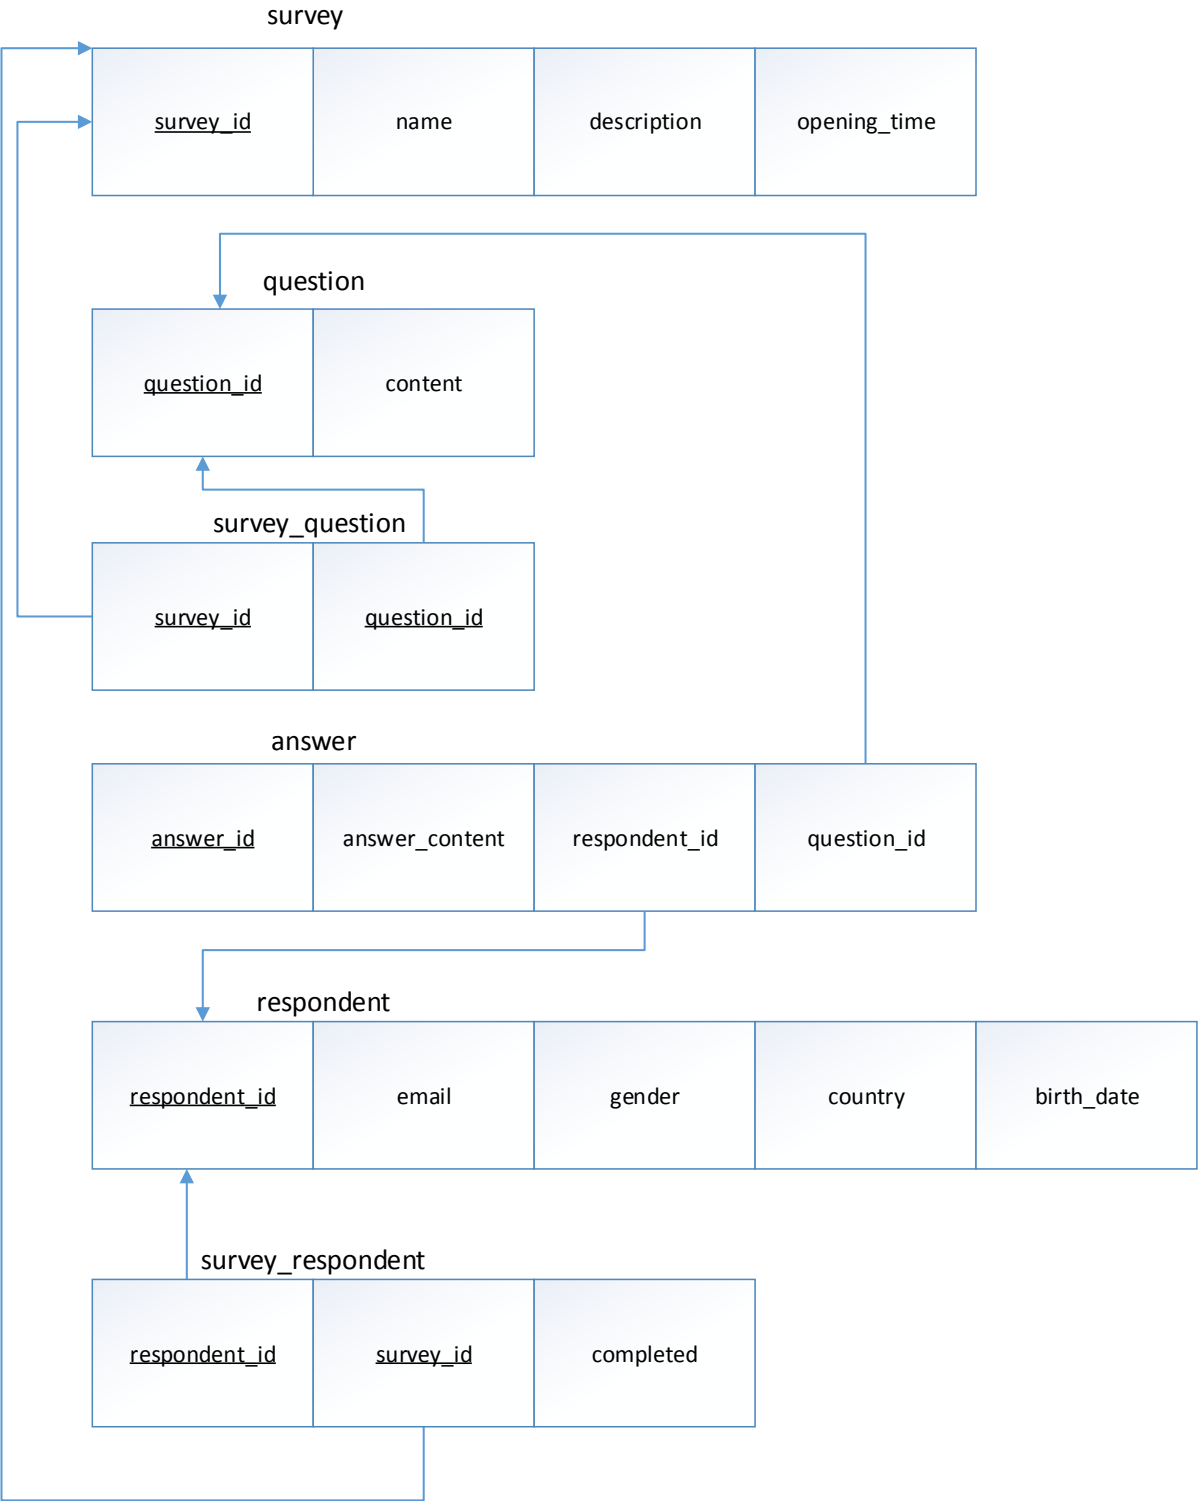 survey
survey_id name description opening_time
question
question_id content
survey_question
survey_id question_id
answer
answer_id answer_content respondent_id question_id
respondent
respondent_id email gender country birth_date
survey_respondent
respondent_id survey_id completed